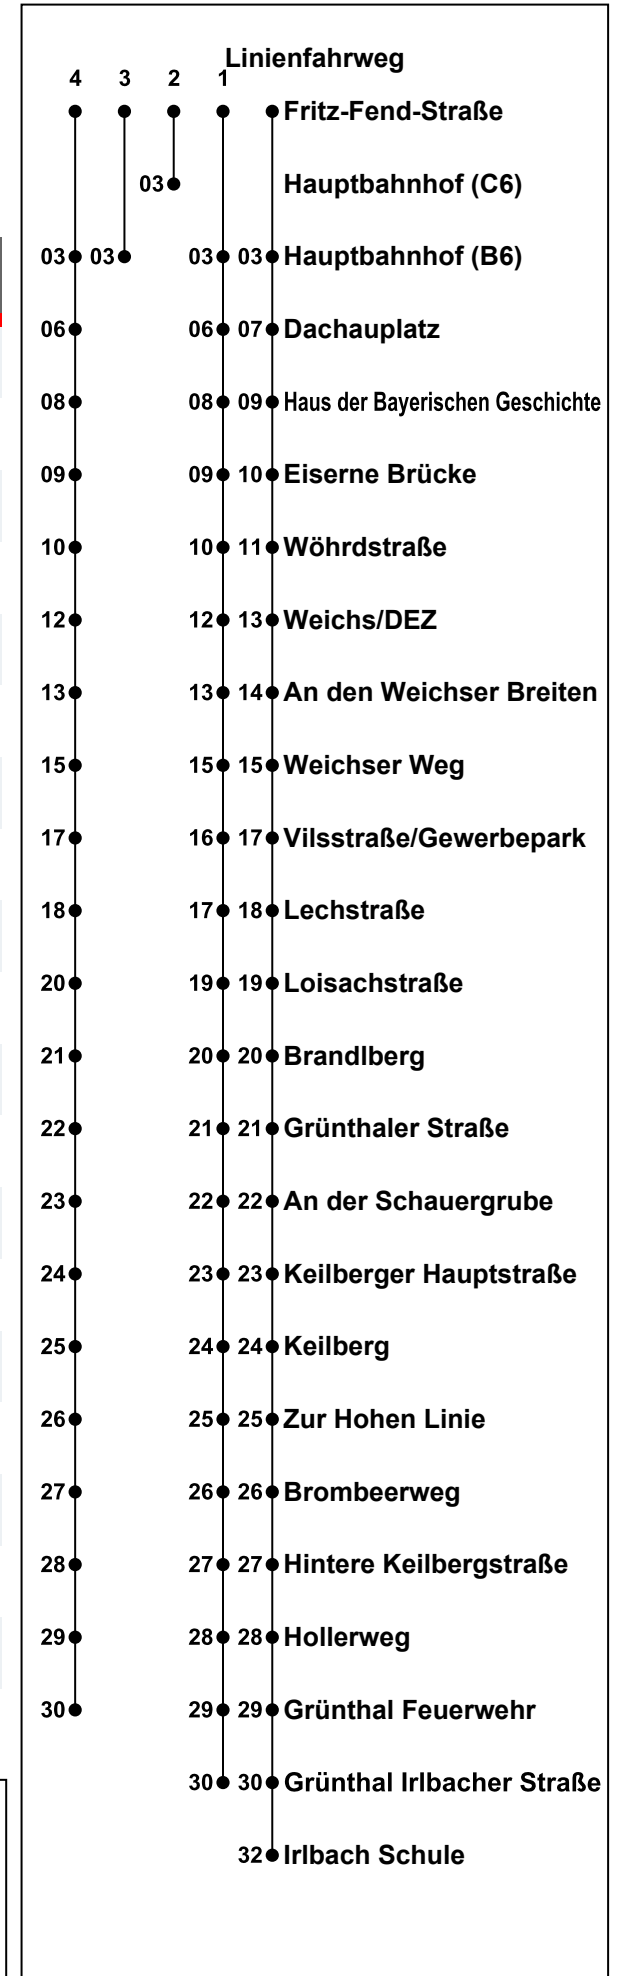 Linienfahrweg
4 3 2 1
Fritz-Fend-Straße
03 Hauptbahnhof (C6)
03 03 03 03 Hauptbahnhof (B6)
06 06 07 Dachauplatz
08 08 09 Haus der Bayerischen Geschichte
09 09 10 Eiserne Brücke
10 10 11 Wöhrdstraße
12 12 13 Weichs/DEZ
13 13 14 An den Weichser Breiten
15 15 15 Weichser Weg
17 16 17 Vilsstraße/Gewerbepark
18 17 18 Lechstraße
20 19 19 Loisachstraße
21 20 20 Brandlberg
22 21 21 Grünthaler Straße
23 22 22 An der Schauergrube
24 23 23 Keilberger Hauptstraße
25 24 24 Keilberg
26 25 25 Zur Hohen Linie
27 26 26 Brombeerweg
28 27 27 Hintere Keilbergstraße
29 28 28 Hollerweg
30 29 29 Grünthal Feuerwehr
30 30 Grünthal Irlbacher Straße
32 Irlbach Schule